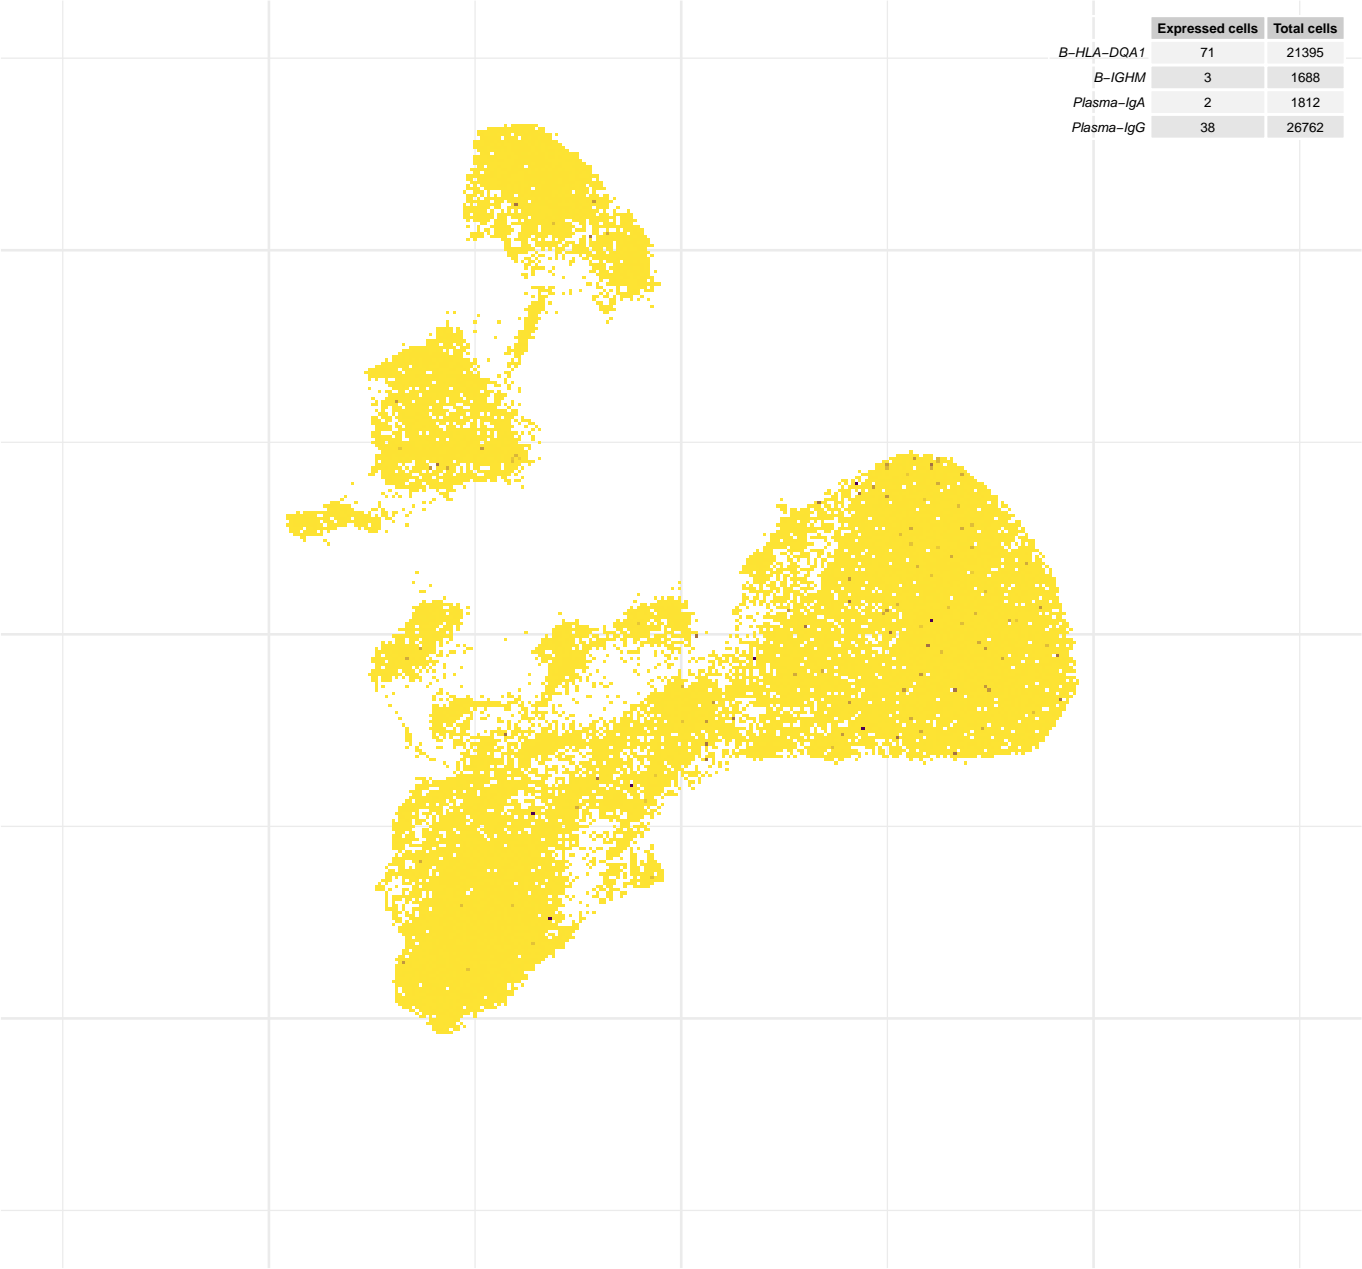 Expressed cells Total cells
B−HLA−DQA1 71 21395
B−IGHM 3 1688
Plasma−IgA 2 1812
Plasma−IgG 38 26762